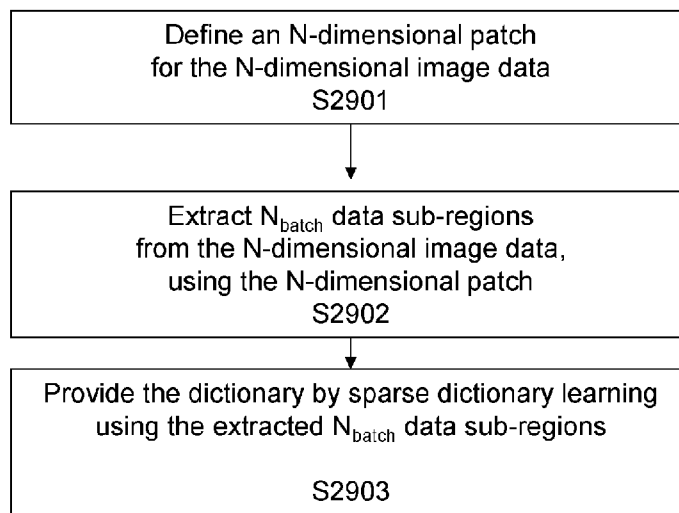 Define an N-dimensional patch
for the N-dimensional image data
S2901
Extract Nbatch data sub-regions
from the N-dimensional image data,
using the N-dimensional patch
S2902
Provide the dictionary by sparse dictionary learning
using the extracted Nbatch data sub-regions
S2903